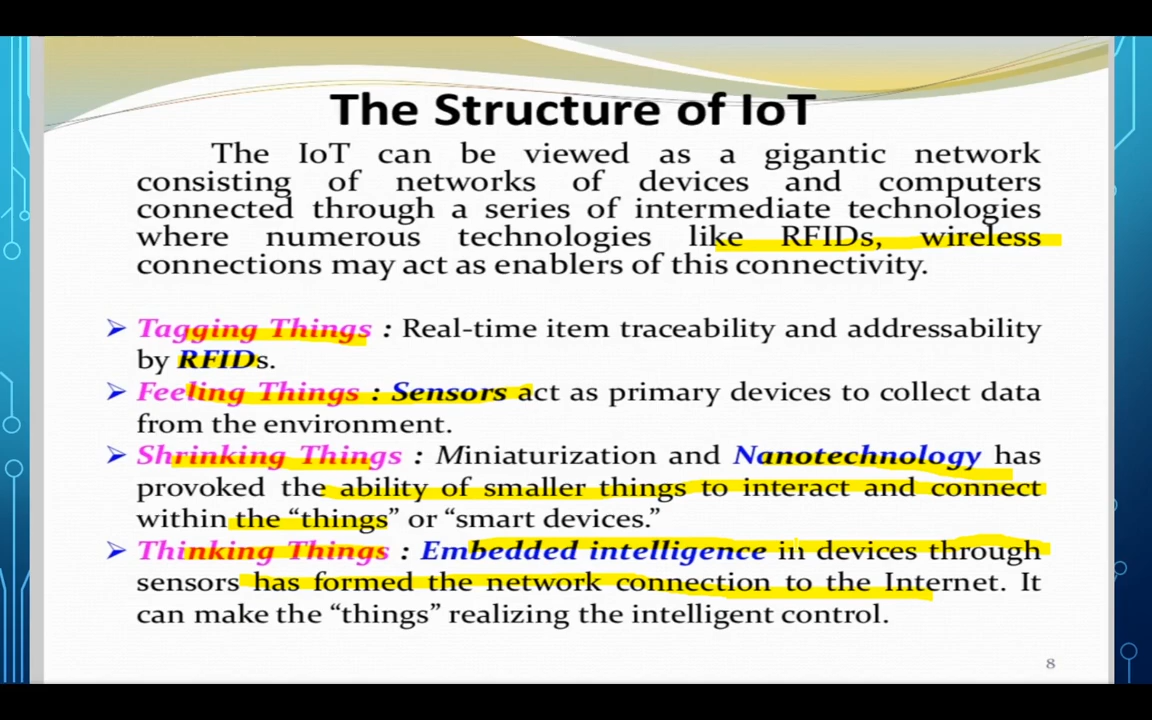 The Structure of IoT
The IoT can be viewed as a gigantic network
consisting of networks of devices and computers
connected through a series of intermediate technologies
where numerous technologies like RFIDs, wireless
connections may act as enablers of this connectivity.
➢ Tagging Things : Real-time item traceability and addressability
by RFIDs.
➢ Feeling Things : Sensors act as primary devices to collect data
from the environment.
➢ Shrinking Things : Miniaturization and Nanotechnology has
provoked the ability of smaller things to interact and connect
within the “things” or “smart devices.”
➢ Thinking Things : Embedded intelligence in devices through
sensors has formed the network connection to the Internet. It
can make the “things” realizing the intelligent control.
8